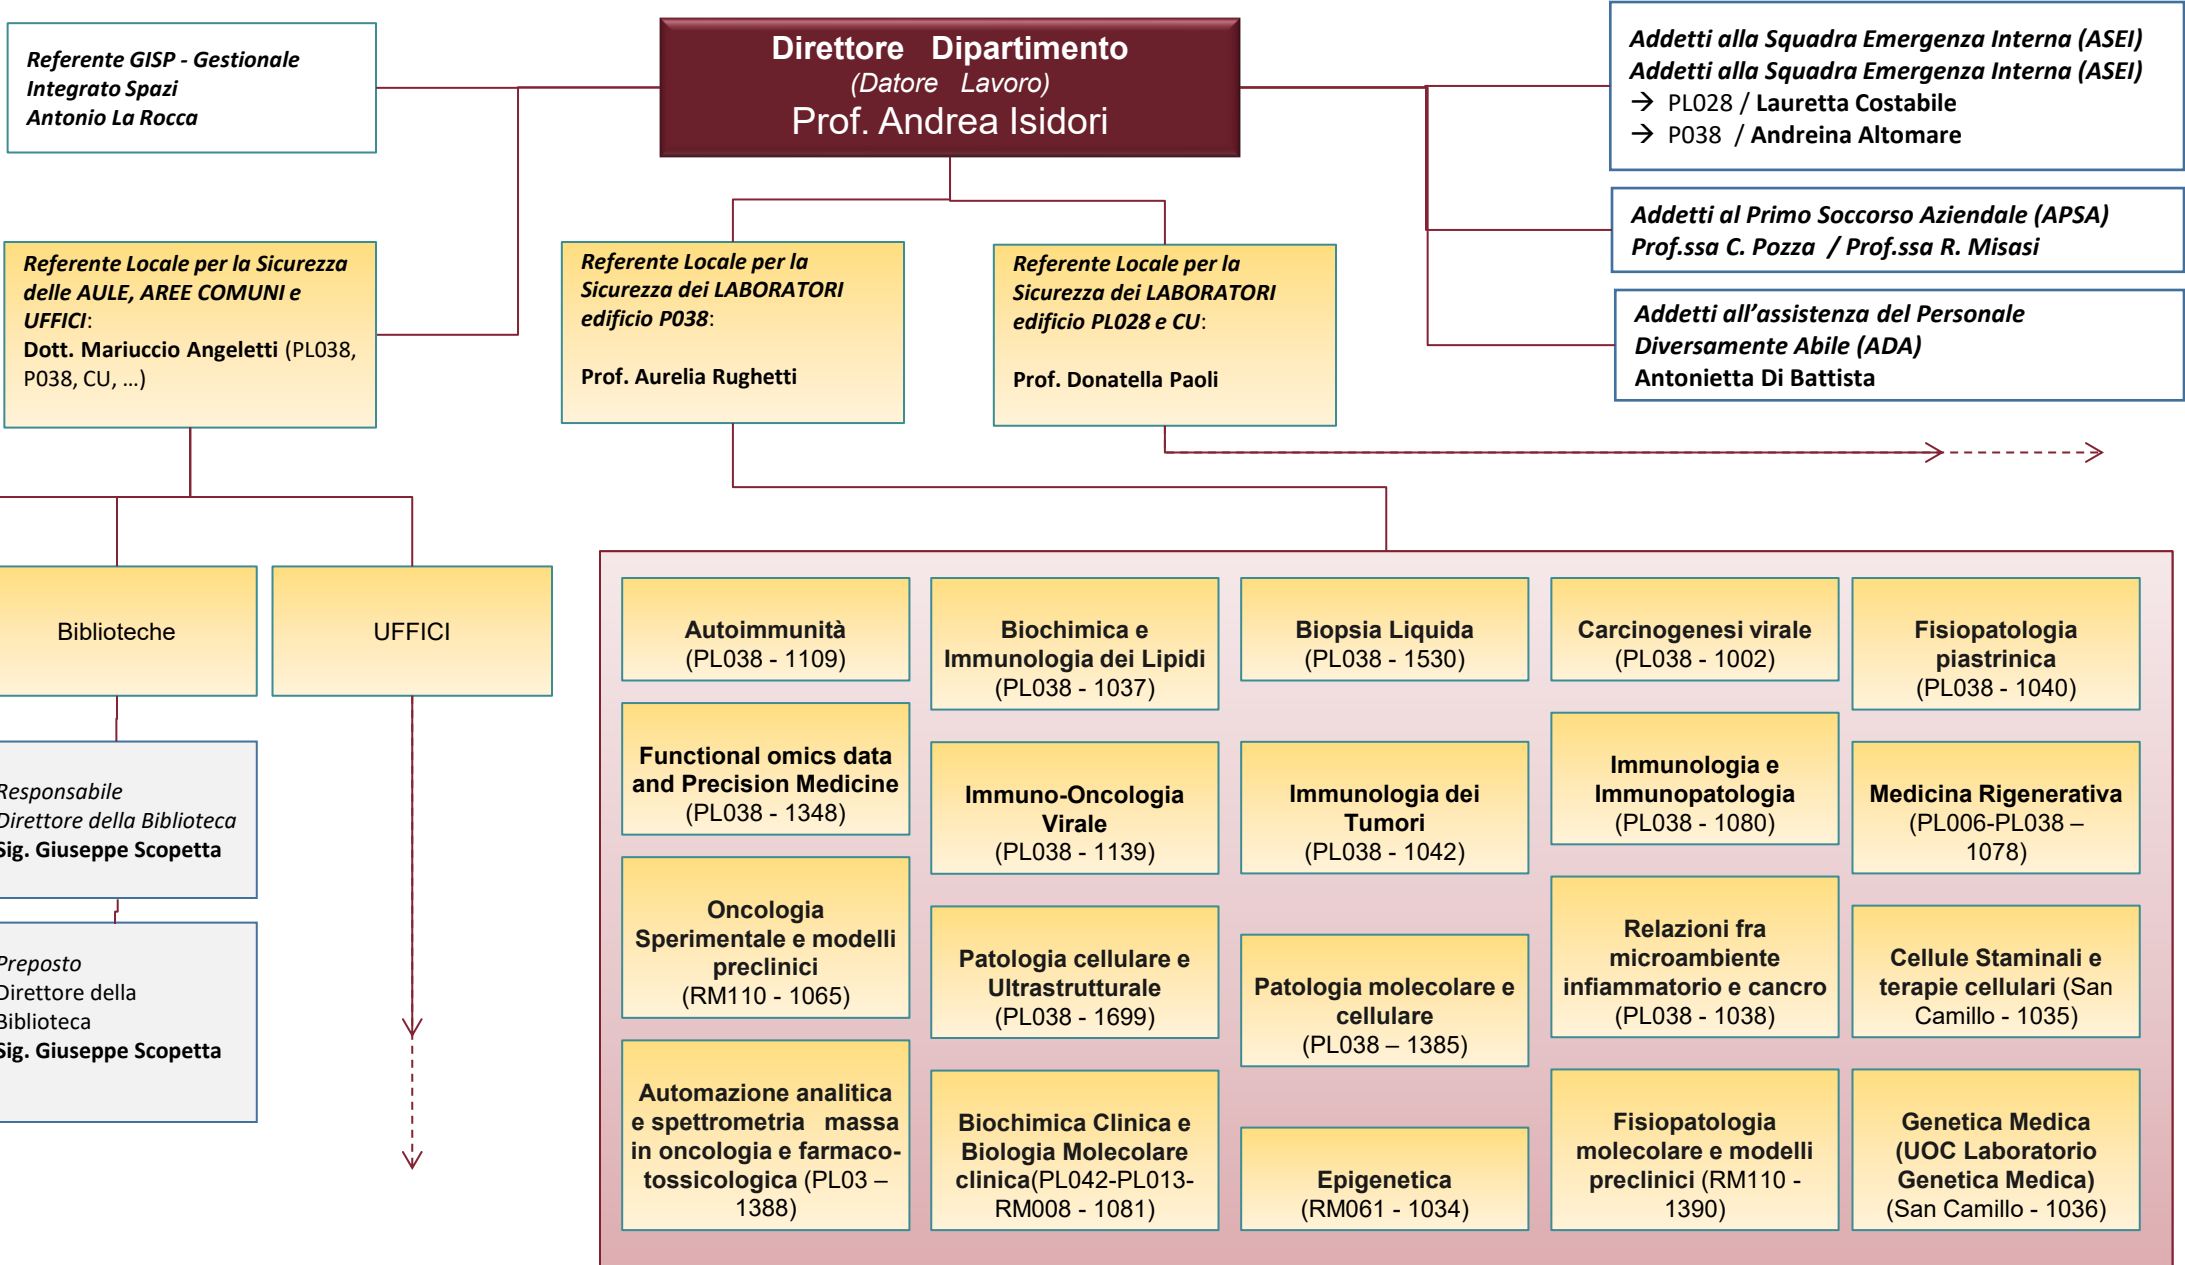 Referente GISP - Gestionale
Integrato Spazi
Antonio La Rocca
Direttore Dipartimento
(Datore Lavoro)
Prof. Andrea Isidori
Addetti alla Squadra Emergenza Interna (ASEI)
Addetti alla Squadra Emergenza Interna (ASEI)
→ PL028 / Lauretta Costabile
→ P038 / Andreina Altomare
Addetti al Primo Soccorso Aziendale (APSA)
Prof.ssa C. Pozza / Prof.ssa R. Misasi
Addetti all'assistenza del Personale
Diversamente Abile (ADA)
Antonietta Di Battista
Referente Locale per la Sicurezza
delle AULE, AREE COMUNI e
UFFICI:
Dott. Mariuccio Angeletti (PL038,
P038, CU, ...)
Referente Locale per la
Sicurezza dei LABORATORI
edificio P038:
Prof. Aurelia Rughetti
Referente Locale per la
Sicurezza dei LABORATORI
edificio PL028 e CU:
Prof. Donatella Paoli
Biblioteche
UFFICI
Responsabile
Direttore della Biblioteca
Sig. Giuseppe Scopetta
Preposto
Direttore della
Biblioteca
Sig. Giuseppe Scopetta
Autoimmunità
(PL038 - 1109)
Biochimica e
Immunologia dei Lipidi
(PL038 - 1037)
Biopsia Liquida
(PL038 - 1530)
Carcinogenesi virale
(PL038 - 1002)
Fisiopatologia
piastrinica
(PL038 - 1040)
Functional omics data
and Precision Medicine
(PL038 - 1348)
Immuno-Oncologia
Virale
(PL038 - 1139)
Immunologia dei
Tumori
(PL038 - 1042)
Immunologia e
Immunopatologia
(PL038 - 1080)
Medicina Rigenerativa
(PL006-PL038 –
1078)
Oncologia
Sperimentale e modelli
preclinici
(RM110 - 1065)
Patologia cellulare e
Ultrastrutturale
(PL038 - 1699)
Patologia molecolare e
cellulare
(PL038 – 1385)
Relazioni fra
microambiente
infiammatorio e cancro
(PL038 - 1038)
Cellule Staminali e
terapie cellulari (San
Camillo - 1035)
Automazione analitica
e spettrometria massa
in oncologia e farmaco-
tossicologica (PL03 –
1388)
Biochimica Clinica e
Biologia Molecolare
clinica(PL042-PL013-
RM008 - 1081)
Epigenetica
(RM061 - 1034)
Fisiopatologia
molecolare e modelli
preclinici (RM110 -
1390)
Genetica Medica
(UOC Laboratorio
Genetica Medica)
(San Camillo - 1036)